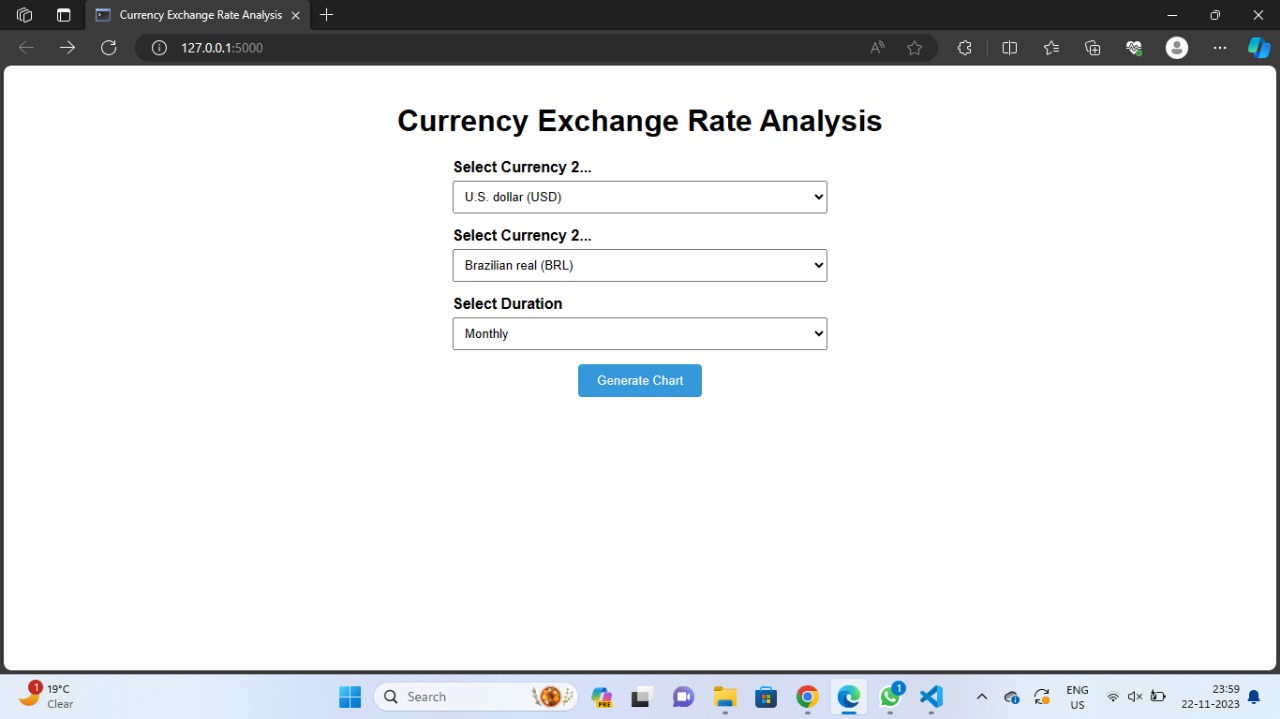 Currency Exchange Rate Analysis
127.0.0.1:5000
Currency Exchange Rate Analysis
Select Currency 2...
U.S. dollar (USD)
Select Currency 2...
Brazilian real (BRL)
Select Duration
Monthly
Generate Chart
1
19°C
Clear
Search
PRE
1
ENG
US
23:59
22-11-2023